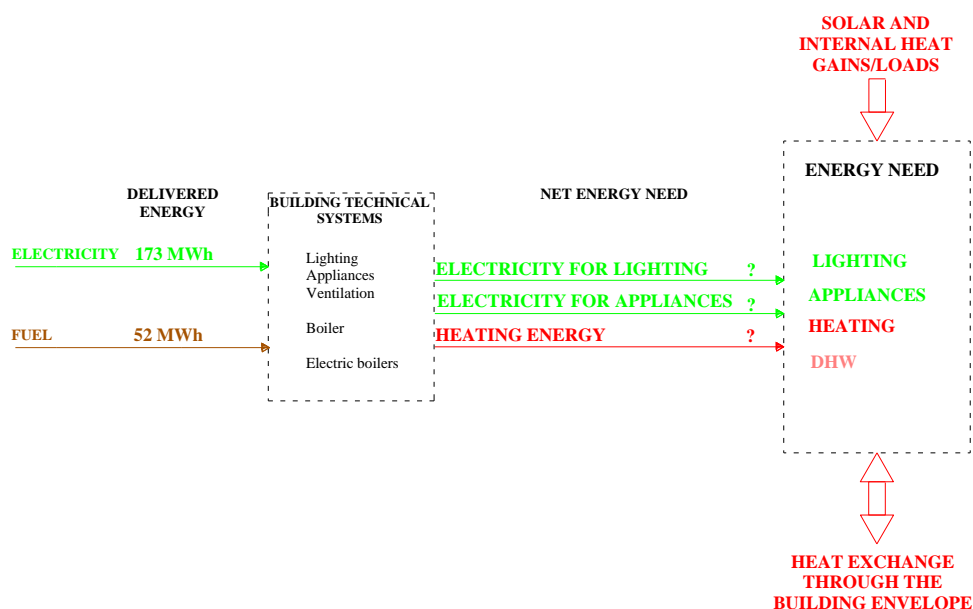 SOLAR AND
INTERNAL HEAT
GAINS/LOADS
ENERGY NEED
DELIVERED
ENERGY
BUILDING TECHNICAL
SYSTEMS
NET ENERGY NEED
ELECTRICITY 173 MWh
Lighting
Appliances
Ventilation
Boiler
Electric boilers
FUEL 52 MWh
ELECTRICITY FOR LIGHTING ?
ELECTRICITY FOR APPLIANCES ?
HEATING ENERGY ?
LIGHTING
APPLIANCES
HEATING
DHW
HEAT EXCHANGE
THROUGH THE
BUILDING ENVELOPE